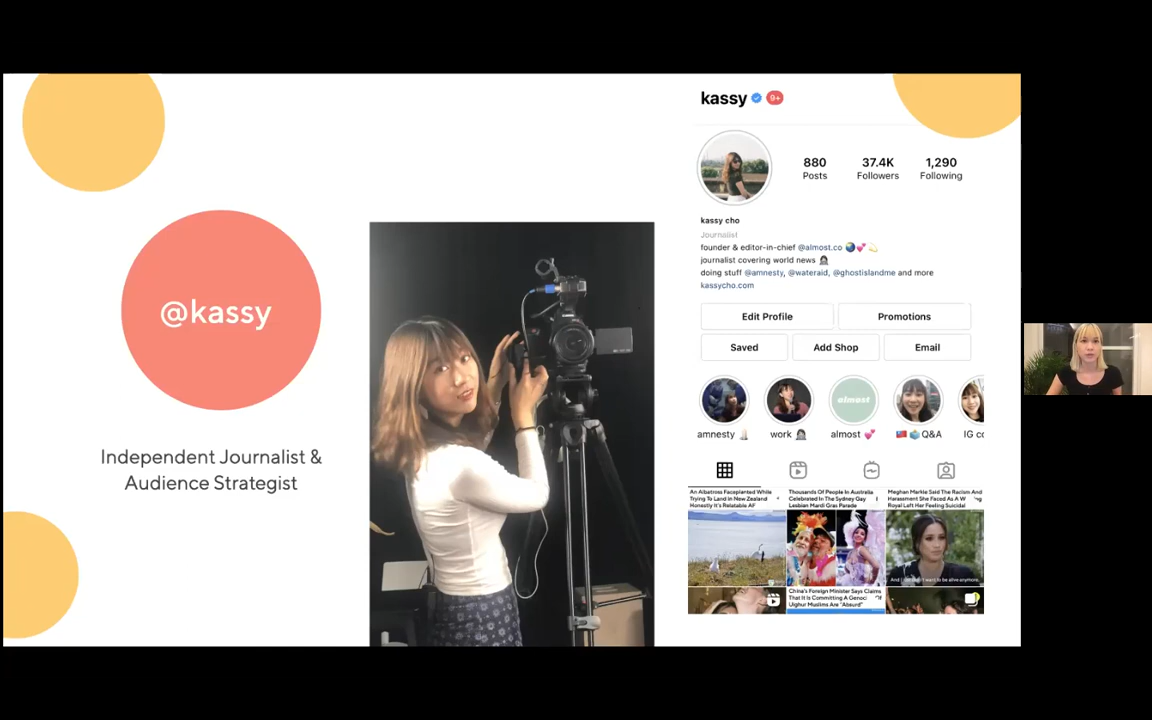 @kassy
Independent Journalist &
Audience Strategist
kassy
9+
880
Posts
37.4K
Followers
1,290
Following
kassy cho
Journalist
founder & editor-in-chief @almost.co 🌏💕💫
journalist covering world news
doing stuff @amnesty, @wateraid, @ghostislandme and more
kassycho.com
Edit Profile
Promotions
Saved
Add Shop
Email
almost
amnesty
work
almost 💕
🇹🇼🗳️ Q&A
IG co
An Albatross Faceplanted While
Trying To Land In New Zealand
Honestly It's Relatable AF
Thousands Of People In Australia
Celebrated In The Sydney Gay
Lesbian Mardi Gras Parade
Meghan Markle Said The Racism And
Harassment She Faced As A W
Royal Left Her Feeling Suicidal
China's Foreign Minister Says Claims
That It Is Committing A Genoci Of
Uighur Muslims Are "Absurd"